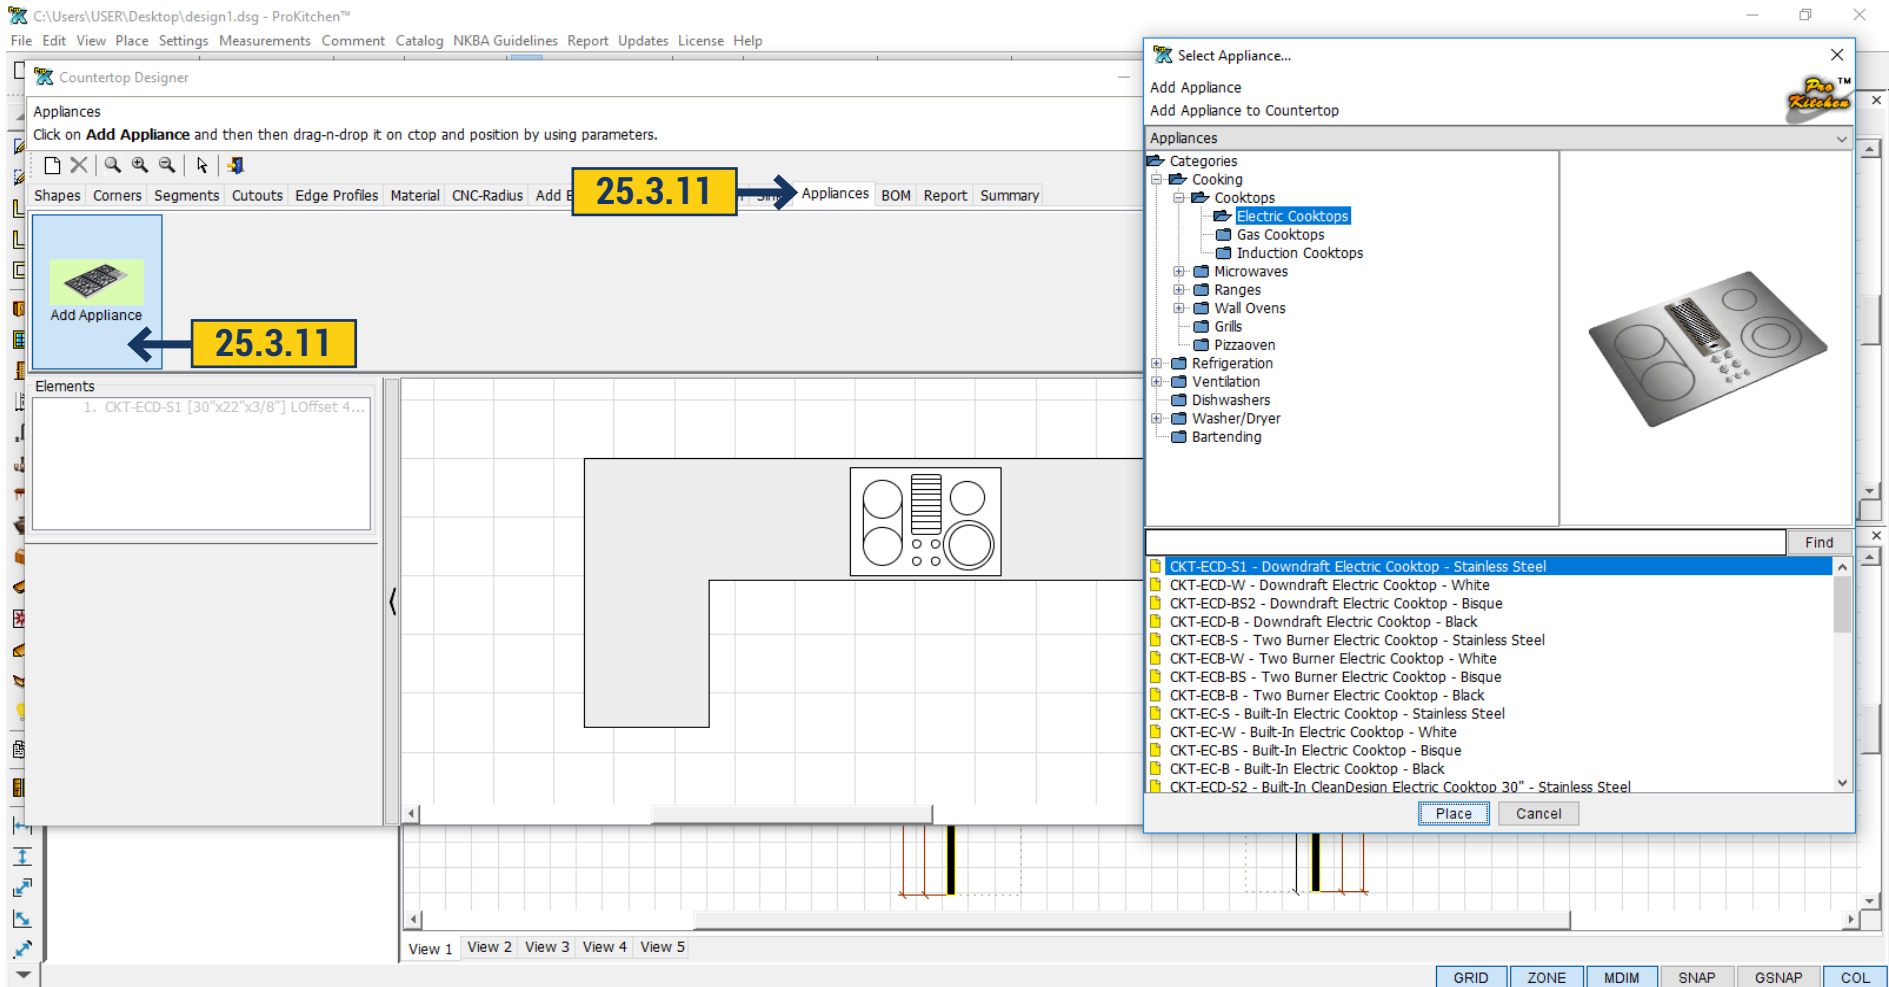 C:\Users\USER\Desktop\design1.dsg - ProKitchen™
File Edit View Place Settings Measurements Comment Catalog NKBA Guidelines Report Updates License Help
Countertop Designer
Appliances
Click on Add Appliance and then then drag-n-drop it on ctop and position by using parameters.
Shapes Corners Segments Cutouts Edge Profiles Material CNC-Radius Add 25.3.11 Appliances BOM Report Summary
Add Appliance
25.3.11
Elements
1. CKT-ECD-S1 [30"x22"x3/8"] LOffset 4...
Select Appliance...
Add Appliance
Add Appliance to Countertop
Pro Kitchen TM
Appliances
Categories
Cooking
Cooktops
Electric Cooktops
Gas Cooktops
Induction Cooktops
Microwaves
Ranges
Wall Ovens
Grills
Pizzaoven
Refrigeration
Ventilation
Dishwashers
Washer/Dryer
Bartending
Find
CKT-ECD-S1 - Downdraft Electric Cooktop - Stainless Steel
CKT-ECD-W - Downdraft Electric Cooktop - White
CKT-ECD-BS2 - Downdraft Electric Cooktop - Bisque
CKT-ECD-B - Downdraft Electric Cooktop - Black
CKT-ECB-S - Two Burner Electric Cooktop - Stainless Steel
CKT-ECB-W - Two Burner Electric Cooktop - White
CKT-ECB-BS - Two Burner Electric Cooktop - Bisque
CKT-ECB-B - Two Burner Electric Cooktop - Black
CKT-EC-S - Built-In Electric Cooktop - Stainless Steel
CKT-EC-W - Built-In Electric Cooktop - White
CKT-EC-BS - Built-In Electric Cooktop - Bisque
CKT-EC-B - Built-In Electric Cooktop - Black
CKT-ECD-S2 - Built-In CleanDesign Electric Cooktop 30" - Stainless Steel
Place Cancel
View 1 View 2 View 3 View 4 View 5
GRID ZONE MDIM SNAP GSNAP COL